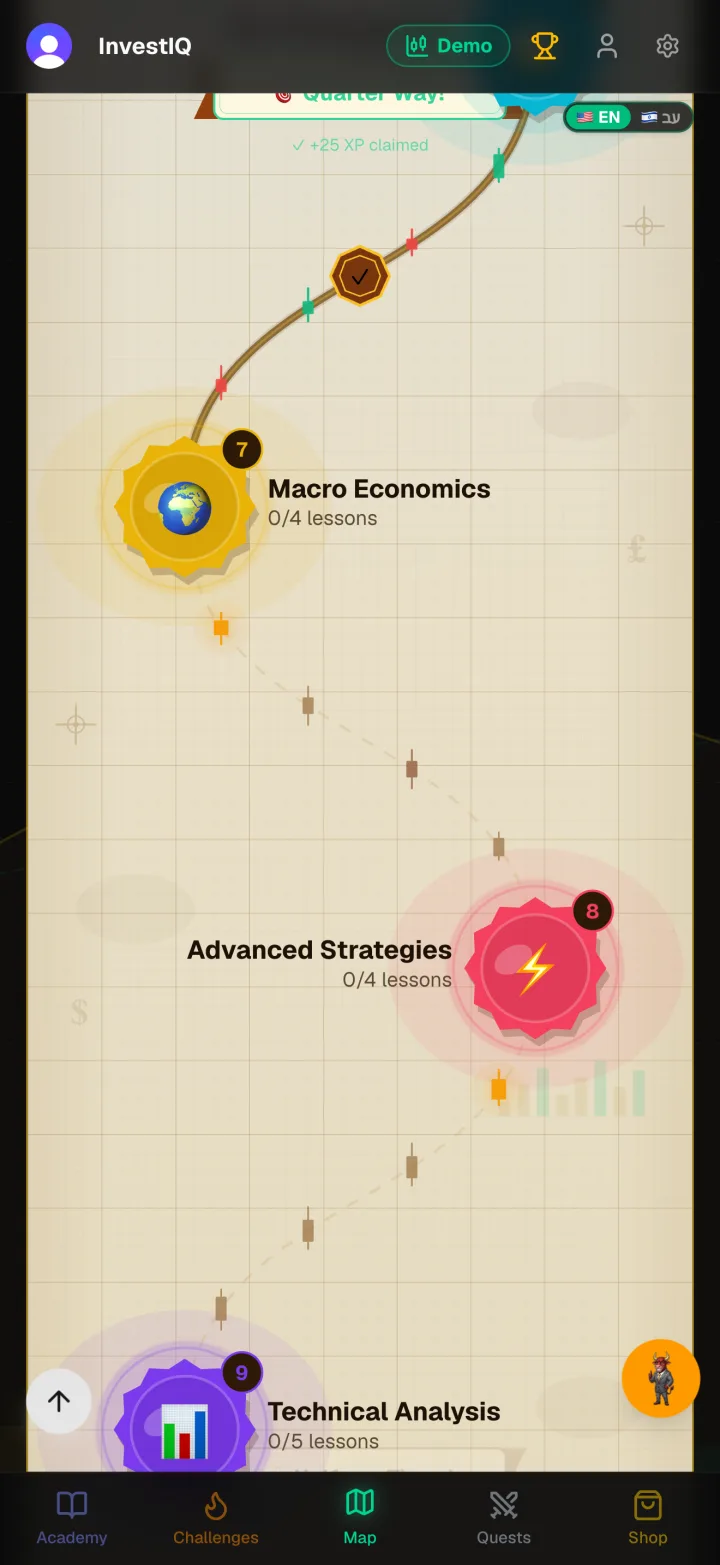 InvestIQ
Demo
Quarter Way!
EN
עב
✓ +25 XP claimed
7
Macro Economics
0/4 lessons
£
8
Advanced Strategies
0/4 lessons
$
9
Technical Analysis
0/5 lessons
Academy
Challenges
Map
Quests
Shop